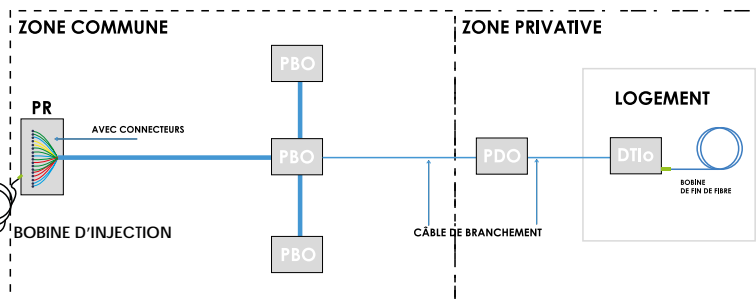 ZONE COMMUNE
ZONE PRIVATIVE
PBO
LOGEMENT
PR
AVEC CONNECTEURS
PBO
PDO
DTIo
BOBINE
DE FIN DE FIBRE
BOBINE D'INJECTION
CÂBLE DE BRANCHEMENT
PBO